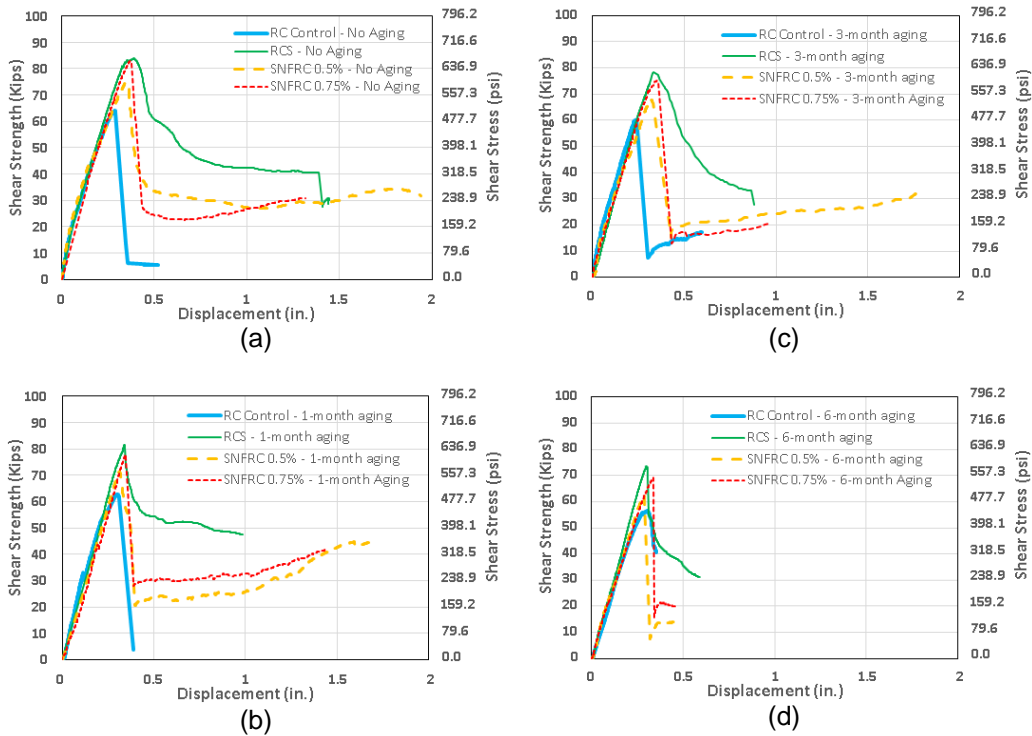 Shear Strength (Kips)
100
90
80
70
60
50
40
30
20
10
0
RC Control - No Aging
RCS - No Aging
SNFRC 0.5% - No Aging
SNFRC 0.75% - No Aging
796.2
716.6
636.9
557.3
477.7
398.1
318.5
238.9
159.2
79.6
0.0
Shear Stress (psi)
0 0.5 1 1.5 2
Displacement (in.)
(a)
Shear Strength (Kips)
100
90
80
70
60
50
40
30
20
10
0
RC Control - 3-month aging
RCS - 3-month aging
SNFRC 0.5% - 3-month aging
SNFRC 0.75% - 3-month Aging
796.2
716.6
636.9
557.3
477.7
398.1
318.5
238.9
159.2
79.6
0.0
Shear Stress (psi)
0 0.5 1 1.5 2
Displacement (in.)
(c)
Shear Strength (Kips)
100
90
80
70
60
50
40
30
20
10
0
RC Control - 1-month aging
RCS - 1-month aging
SNFRC 0.5% - 1-month aging
SNFRC 0.75% - 1-month Aging
796.2
716.6
636.9
557.3
477.7
398.1
318.5
238.9
159.2
79.6
0.0
Shear Stress (psi)
0 0.5 1 1.5 2
Displacement (in.)
(b)
Shear Strength (Kips)
100
90
80
70
60
50
40
30
20
10
0
RC Control - 6-month aging
RCS - 6-month aging
SNFRC 0.5% - 6-month aging
SNFRC 0.75% - 6-month Aging
796.2
716.6
636.9
557.3
477.7
398.1
318.5
238.9
159.2
79.6
0.0
Shear Stress (psi)
0 0.5 1 1.5 2
Displacement (in.)
(d)